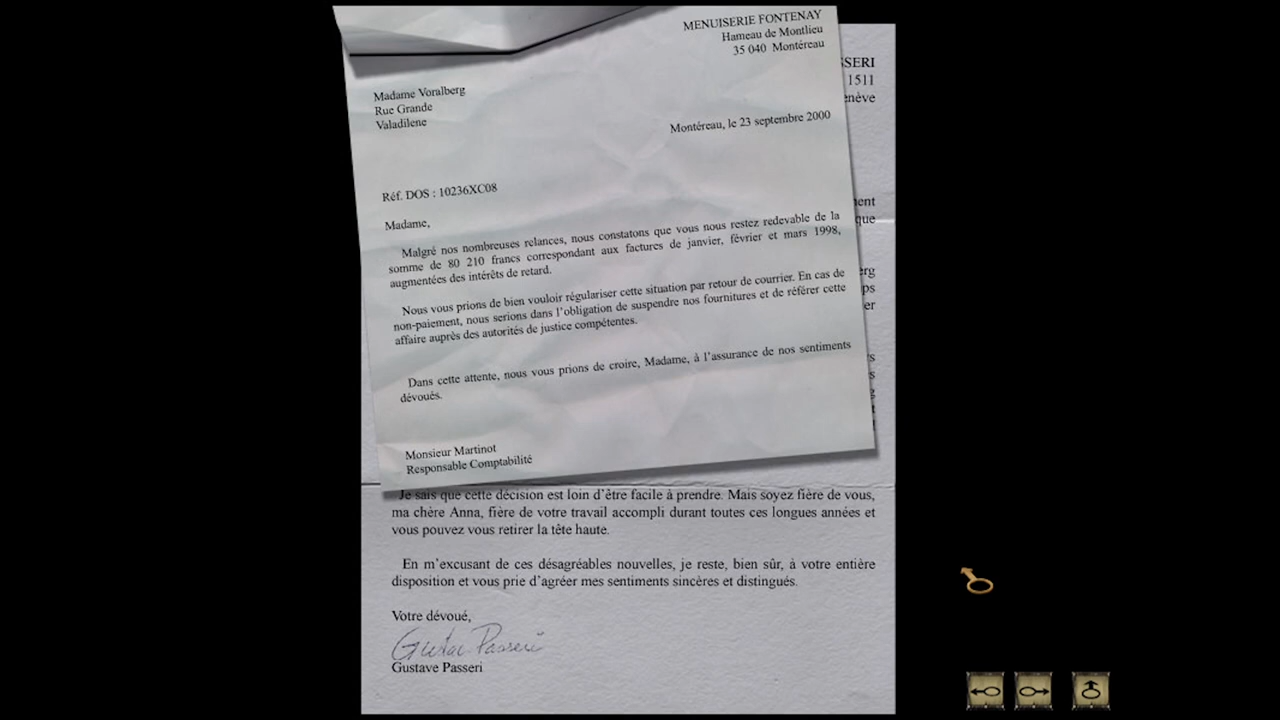 MENUISERIE FONTENAY
Hameau de Montlieu
35 040 Montéreau
Madame Voralberg
Rue Grande
Valadilene
Montéreau, le 23 septembre 2000
Réf. DOS : 10236XC08
Madame,
Malgré nos nombreuses relances, nous constatons que vous nous restez redevable de la
somme de 80 210 francs correspondant aux factures de janvier, février et mars 1998,
augmentées des intérêts de retard.
Nous vous prions de bien vouloir régulariser cette situation par retour de courrier. En cas de
non-paiement, nous serions dans l'obligation de suspendre nos fournitures et de référer cette
affaire auprès des autorités de justice compétentes.
Dans cette attente, nous vous prions de croire, Madame, à l'assurance de nos sentiments
dévoués.
Monsieur Martinot
Responsable Comptabilité
SSERI
1511
enève
que
Je sais que cette décision est loin d'être facile à prendre. Mais soyez fière de vous,
ma chère Anna, fière de votre travail accompli durant toutes ces longues années et
vous pouvez vous retirer la tête haute.
En m'excusant de ces désagréables nouvelles, je reste, bien sûr, à votre entière
disposition et vous prie d'agréer mes sentiments sincères et distingués.
Votre dévoué,
Gustave Passeri
Gustave Passeri